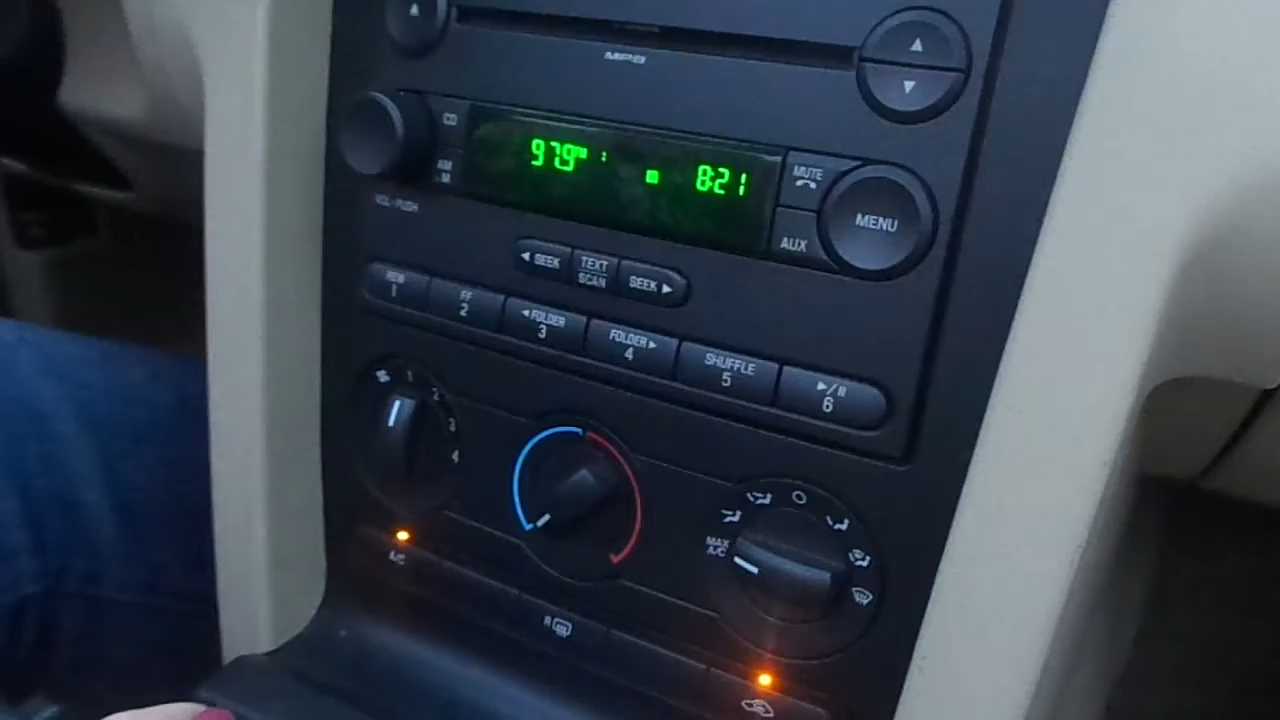 CD
97.9 FM
8:21
MUTE
AM
MENU
VOL-PUSH
AUX
SEEK
TEXT
SCAN
SEEK
REW
1
FF
2
FOLDER
3
FOLDER
4
SHUFFLE
5
6
1
2
3
4
MAX
A/C
A/C
R